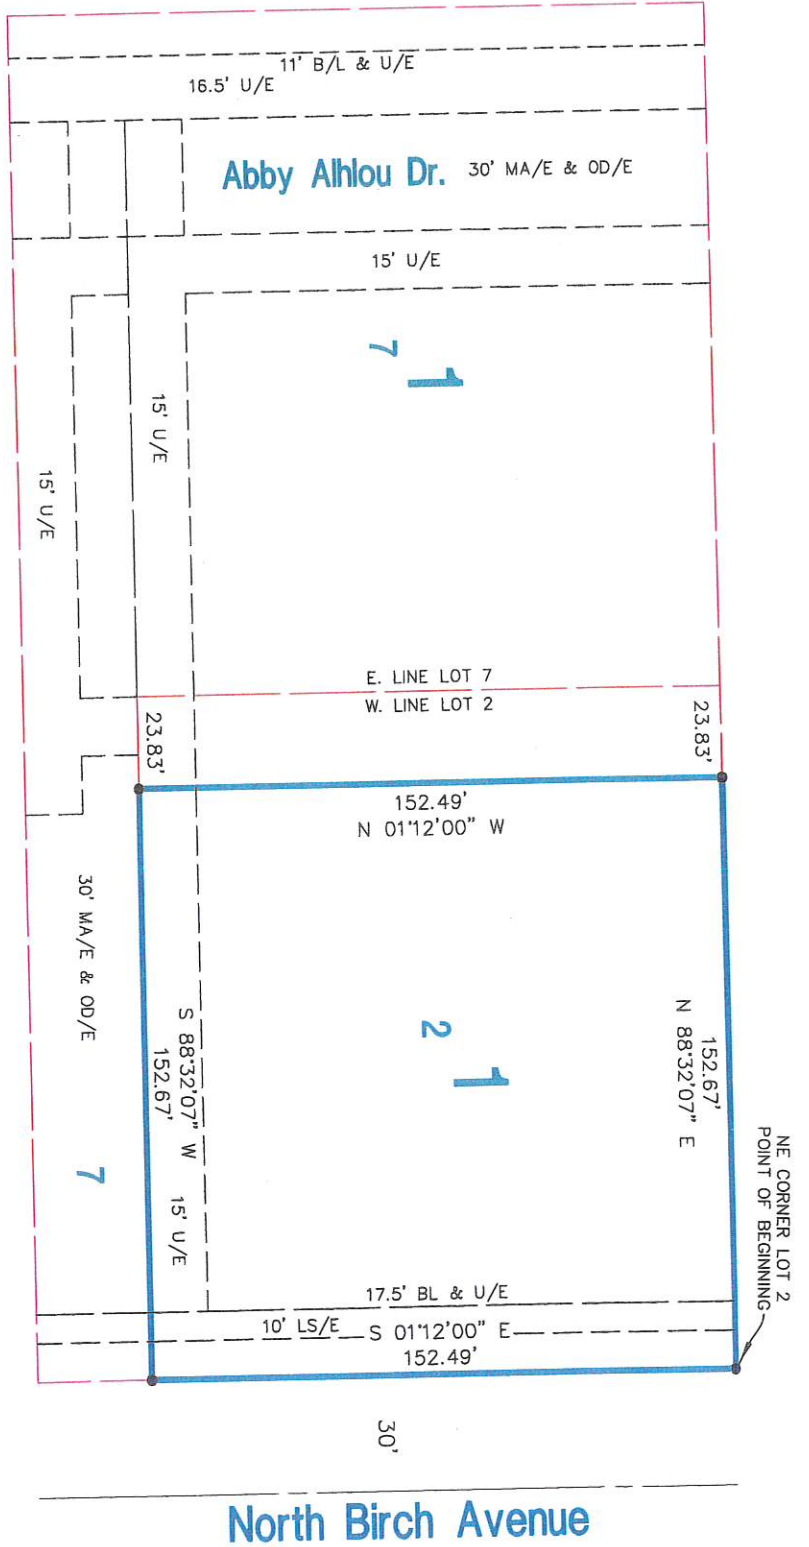 11' B/L & U/E
16.5' U/E
Abby Alhlou Dr.
30' MA/E & OD/E
15' U/E
7
1
15' U/E
15' U/E
E. LINE LOT 7
W. LINE LOT 2
23.83'
23.83'
152.49'
N 01°12'00" W
30' MA/E & OD/E
S 88°32'07" W
152.67'
2
1
152.67'
N 88°32'07" E
NE CORNER LOT 2
POINT OF BEGINNING
7
15' U/E
17.5' BL & U/E
10' LS/E
S 01°12'00" E
152.49'
30'
North Birch Avenue